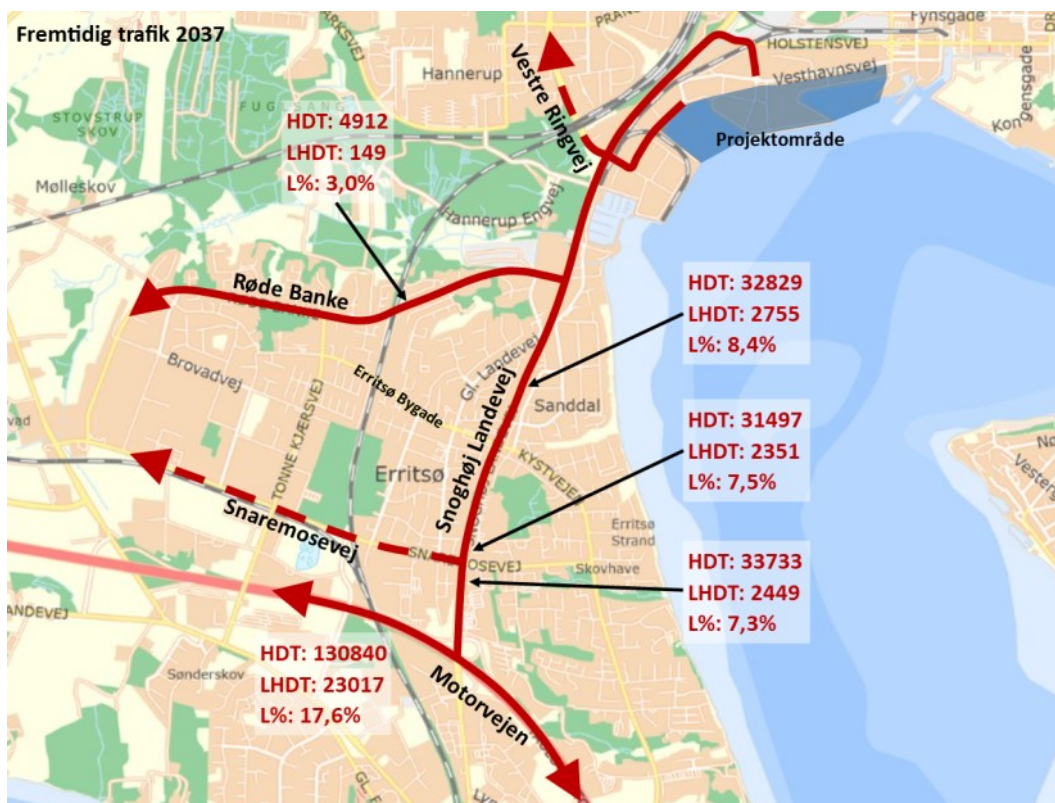 Fremtidig trafik 2037
Fynsgade
HOLSTENSVEJ
Vesthavnsvej
Hannerup
Vestre Ringvej
FUGLSANG
STOVSTRUP
SKOV
Projektområde
HDT: 4912
LHDT: 149
L%: 3,0%
Mølleskov
Hannerup Engvej
Røde Banke
HDT: 32829
LHDT: 2755
L%: 8,4%
Brovadvej
Gl. Landevej
Erritsø Bygade
Sanddal
HDT: 31497
LHDT: 2351
L%: 7,5%
Snoghøj Landevej
TONNE KJÆRSVEJ
Erritsø
KYSTVEJEN
Snaremosevej
Erritsø
Strand
Skovhave
HDT: 33733
LHDT: 2449
L%: 7,3%
HDT: 130840
LHDT: 23017
L%: 17,6%
Sønderskov
Motorvejen